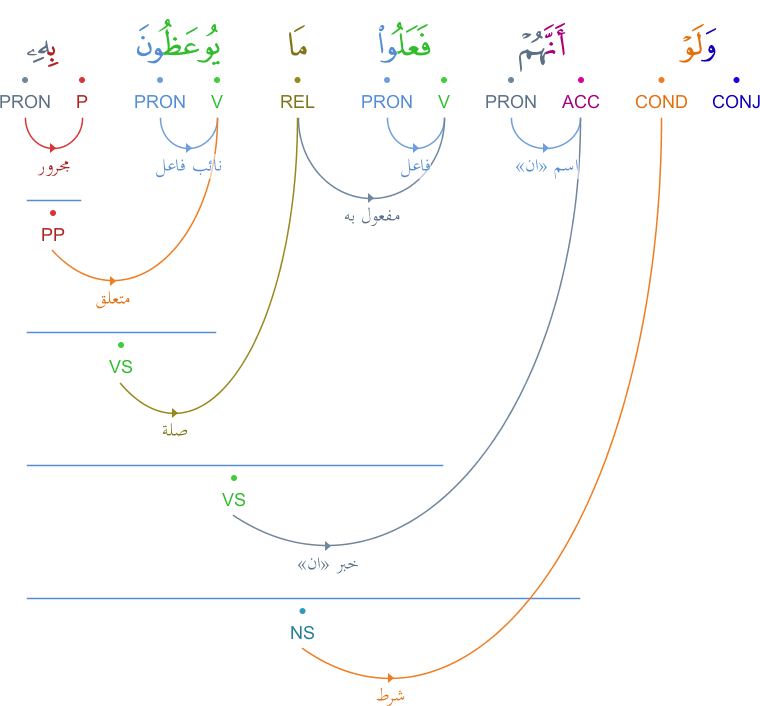 وَلَوْ أَنَّهُمْ فَعَلُوا۟ مَا يُوعَظُونَ بِهِۦ
CONJ COND ACC PRON V PRON REL V PRON P PRON
اسم «ان» فاعل نائب فاعل مجرور
مفعول به
PP
متعلق
VS
صلة
VS
خبر «ان»
NS
شرط